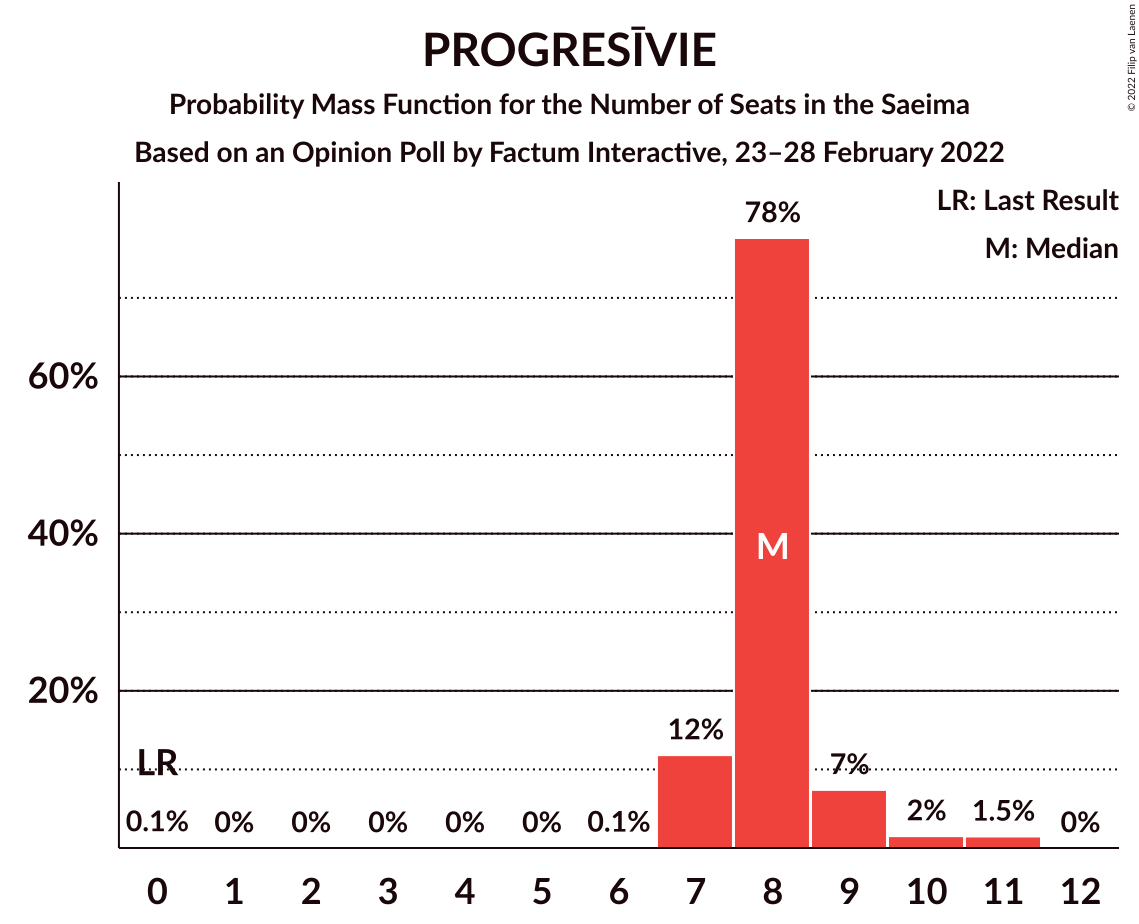 PROGRESĪVIE
Probability Mass Function for the Number of Seats in the Saeima
Based on an Opinion Poll by Factum Interactive, 23–28 February 2022
© 2022 Filip van Laenen
LR: Last Result
M: Median
78%
60%
40%
M
20%
12%
LR
7%
0.1% 0% 0% 0% 0% 0% 0.1% 2% 1.5% 0%
0 1 2 3 4 5 6 7 8 9 10 11 12